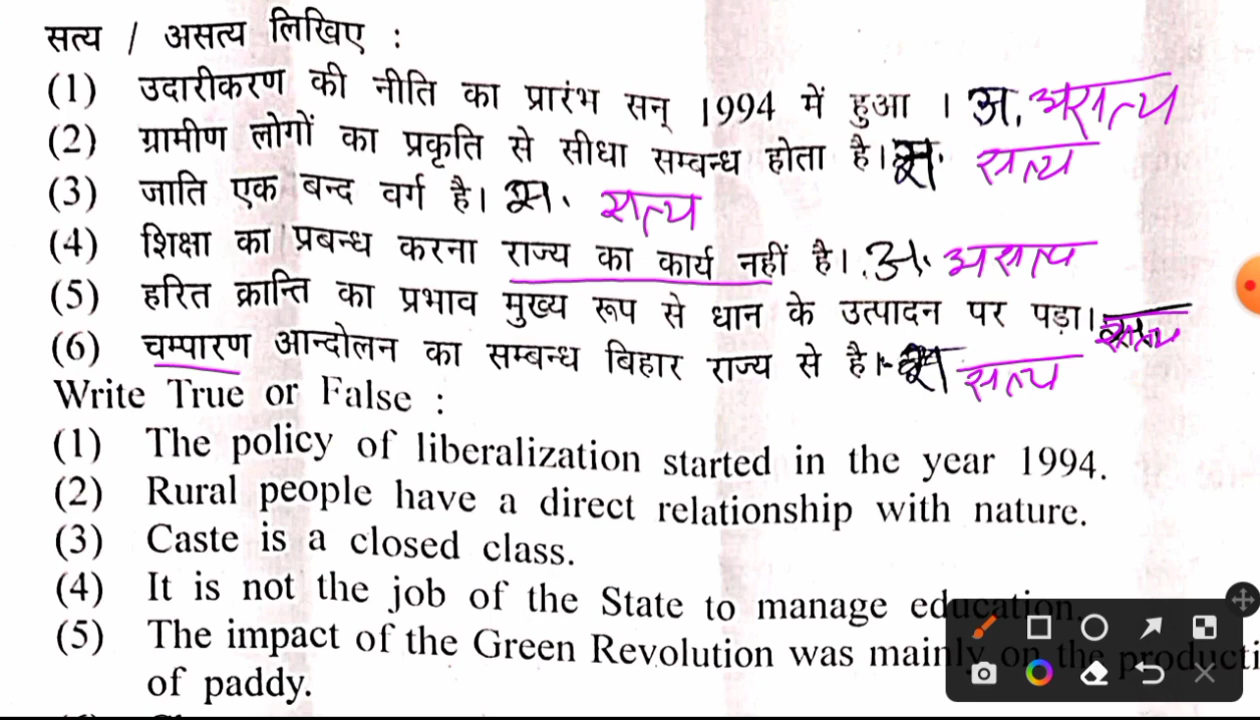 सत्य / असत्य लिखिए :
(1) उदारीकरण की नीति का प्रारंभ सन् 1994 में हुआ । अ. असत्य
(2) ग्रामीण लोगों का प्रकृति से सीधा सम्बन्ध होता है। स. सत्य
(3) जाति एक बन्द वर्ग है। स. सत्य
(4) शिक्षा का प्रबन्ध करना राज्य का कार्य नहीं है। अ. असत्य
(5) हरित क्रान्ति का प्रभाव मुख्य रूप से धान के उत्पादन पर पड़ा। सत्य
(6) चम्पारण आन्दोलन का सम्बन्ध बिहार राज्य से है। स सत्य
Write True or False :
(1) The policy of liberalization started in the year 1994.
(2) Rural people have a direct relationship with nature.
(3) Caste is a closed class.
(4) It is not the job of the State to manage education.
(5) The impact of the Green Revolution was mainly on the producti
of paddy.